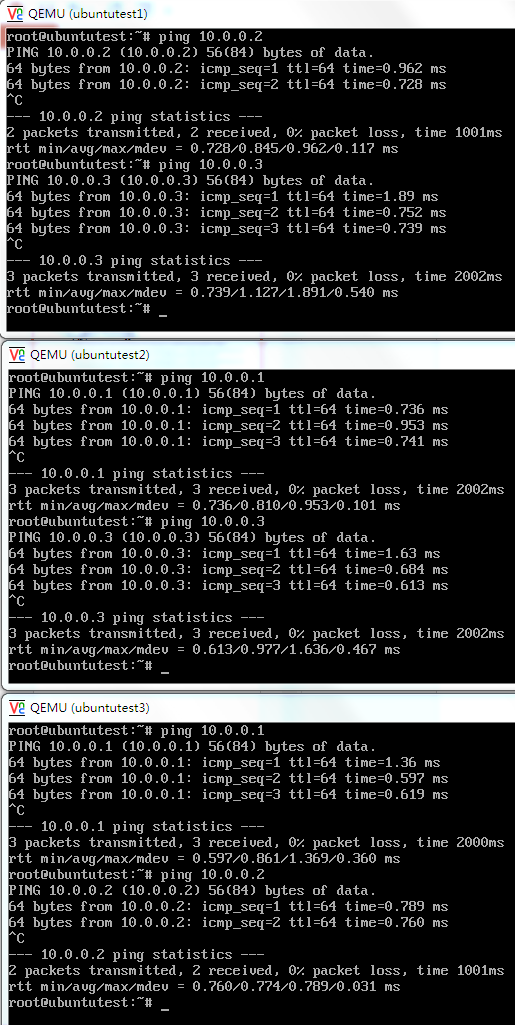 QEMU (ubuntutest1)
root@ubuntutest:~# ping 10.0.0.2
PING 10.0.0.2 (10.0.0.2) 56(84) bytes of data.
64 bytes from 10.0.0.2: icmp_seq=1 ttl=64 time=0.962 ms
64 bytes from 10.0.0.2: icmp_seq=2 ttl=64 time=0.728 ms
^C
--- 10.0.0.2 ping statistics ---
2 packets transmitted, 2 received, 0% packet loss, time 1001ms
rtt min/avg/max/mdev = 0.728/0.845/0.962/0.117 ms
root@ubuntutest:~# ping 10.0.0.3
PING 10.0.0.3 (10.0.0.3) 56(84) bytes of data.
64 bytes from 10.0.0.3: icmp_seq=1 ttl=64 time=1.89 ms
64 bytes from 10.0.0.3: icmp_seq=2 ttl=64 time=0.752 ms
64 bytes from 10.0.0.3: icmp_seq=3 ttl=64 time=0.739 ms
^C
--- 10.0.0.3 ping statistics ---
3 packets transmitted, 3 received, 0% packet loss, time 2002ms
rtt min/avg/max/mdev = 0.739/1.127/1.891/0.540 ms
root@ubuntutest:~# _
QEMU (ubuntutest2)
root@ubuntutest:~# ping 10.0.0.1
PING 10.0.0.1 (10.0.0.1) 56(84) bytes of data.
64 bytes from 10.0.0.1: icmp_seq=1 ttl=64 time=0.736 ms
64 bytes from 10.0.0.1: icmp_seq=2 ttl=64 time=0.953 ms
64 bytes from 10.0.0.1: icmp_seq=3 ttl=64 time=0.741 ms
^C
--- 10.0.0.1 ping statistics ---
3 packets transmitted, 3 received, 0% packet loss, time 2002ms
rtt min/avg/max/mdev = 0.736/0.810/0.953/0.101 ms
root@ubuntutest:~# ping 10.0.0.3
PING 10.0.0.3 (10.0.0.3) 56(84) bytes of data.
64 bytes from 10.0.0.3: icmp_seq=1 ttl=64 time=1.63 ms
64 bytes from 10.0.0.3: icmp_seq=2 ttl=64 time=0.684 ms
64 bytes from 10.0.0.3: icmp_seq=3 ttl=64 time=0.613 ms
^C
--- 10.0.0.3 ping statistics ---
3 packets transmitted, 3 received, 0% packet loss, time 2002ms
rtt min/avg/max/mdev = 0.613/0.977/1.636/0.467 ms
root@ubuntutest:~# _
QEMU (ubuntutest3)
root@ubuntutest:~# ping 10.0.0.1
PING 10.0.0.1 (10.0.0.1) 56(84) bytes of data.
64 bytes from 10.0.0.1: icmp_seq=1 ttl=64 time=1.36 ms
64 bytes from 10.0.0.1: icmp_seq=2 ttl=64 time=0.597 ms
64 bytes from 10.0.0.1: icmp_seq=3 ttl=64 time=0.619 ms
^C
--- 10.0.0.1 ping statistics ---
3 packets transmitted, 3 received, 0% packet loss, time 2000ms
rtt min/avg/max/mdev = 0.597/0.861/1.369/0.360 ms
root@ubuntutest:~# ping 10.0.0.2
PING 10.0.0.2 (10.0.0.2) 56(84) bytes of data.
64 bytes from 10.0.0.2: icmp_seq=1 ttl=64 time=0.789 ms
64 bytes from 10.0.0.2: icmp_seq=2 ttl=64 time=0.760 ms
^C
--- 10.0.0.2 ping statistics ---
2 packets transmitted, 2 received, 0% packet loss, time 1001ms
rtt min/avg/max/mdev = 0.760/0.774/0.789/0.031 ms
root@ubuntutest:~# _